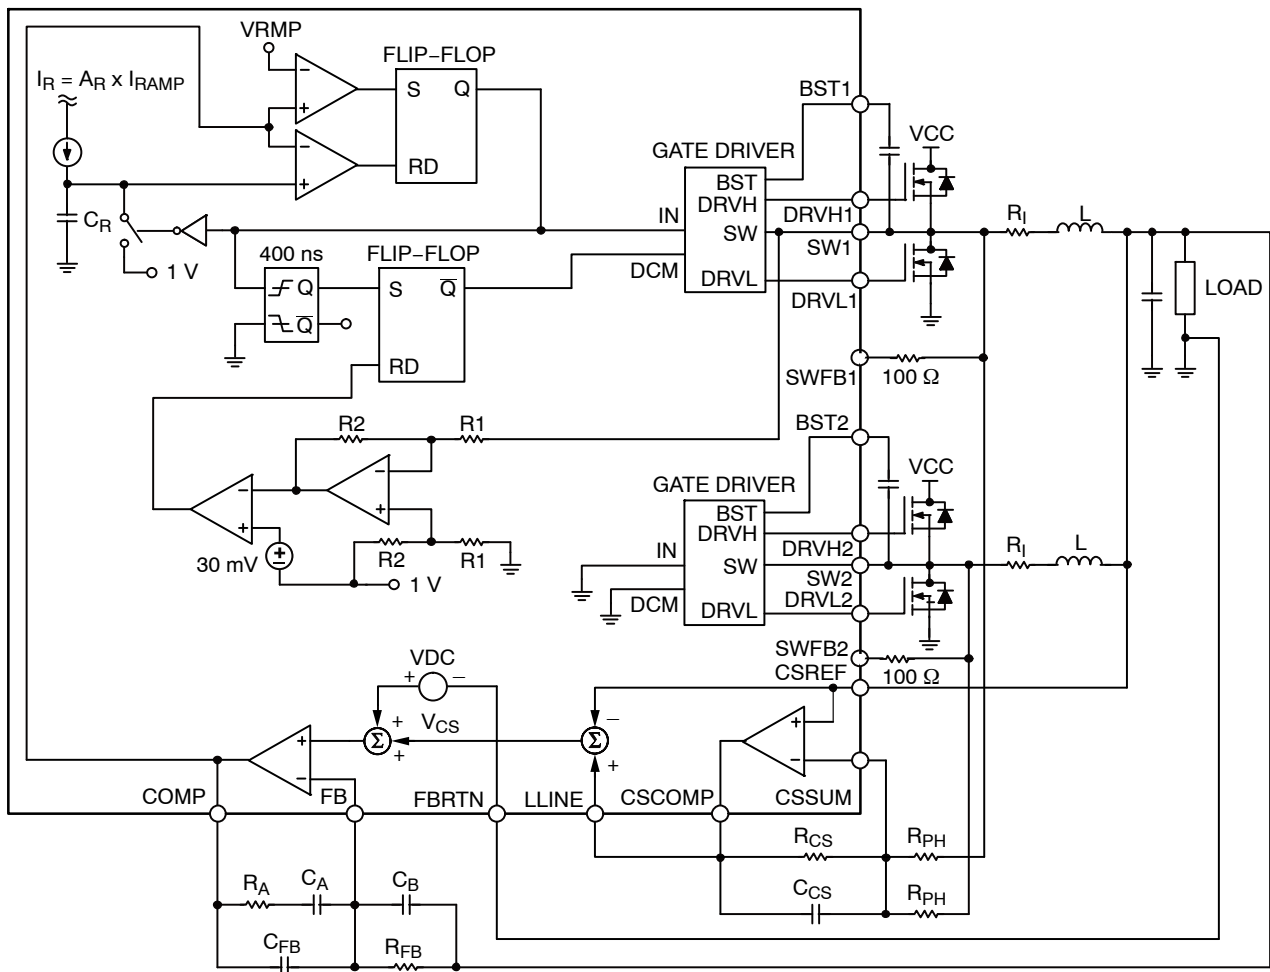 VRMP
FLIP–FLOP
I_R = A_R x I_RAMP
−
+
S
Q
−
+
RD
C_R
1 V
400 ns
Q
Q̅
FLIP–FLOP
S
Q̅
RD
GATE DRIVER
IN
DCM
BST
DRVH
SW
DRVL
BST1
DRVH1
SW1
DRVL1
VCC
R_I
L
LOAD
SWFB1
100 Ω
R2
R1
−
+
−
+
30 mV
R2
R1
1 V
GATE DRIVER
IN
DCM
BST
DRVH
SW
DRVL
BST2
DRVH2
SW2
DRVL2
VCC
R_I
L
SWFB2
100 Ω
CSREF
VDC
+
−
V_CS
+
Σ
+
−
Σ
+
+
−
+
−
COMP
FB
FBRTN
LLINE
CSCOMP
CSSUM
R_CS
R_PH
C_CS
R_PH
R_A
C_A
C_B
C_FB
R_FB